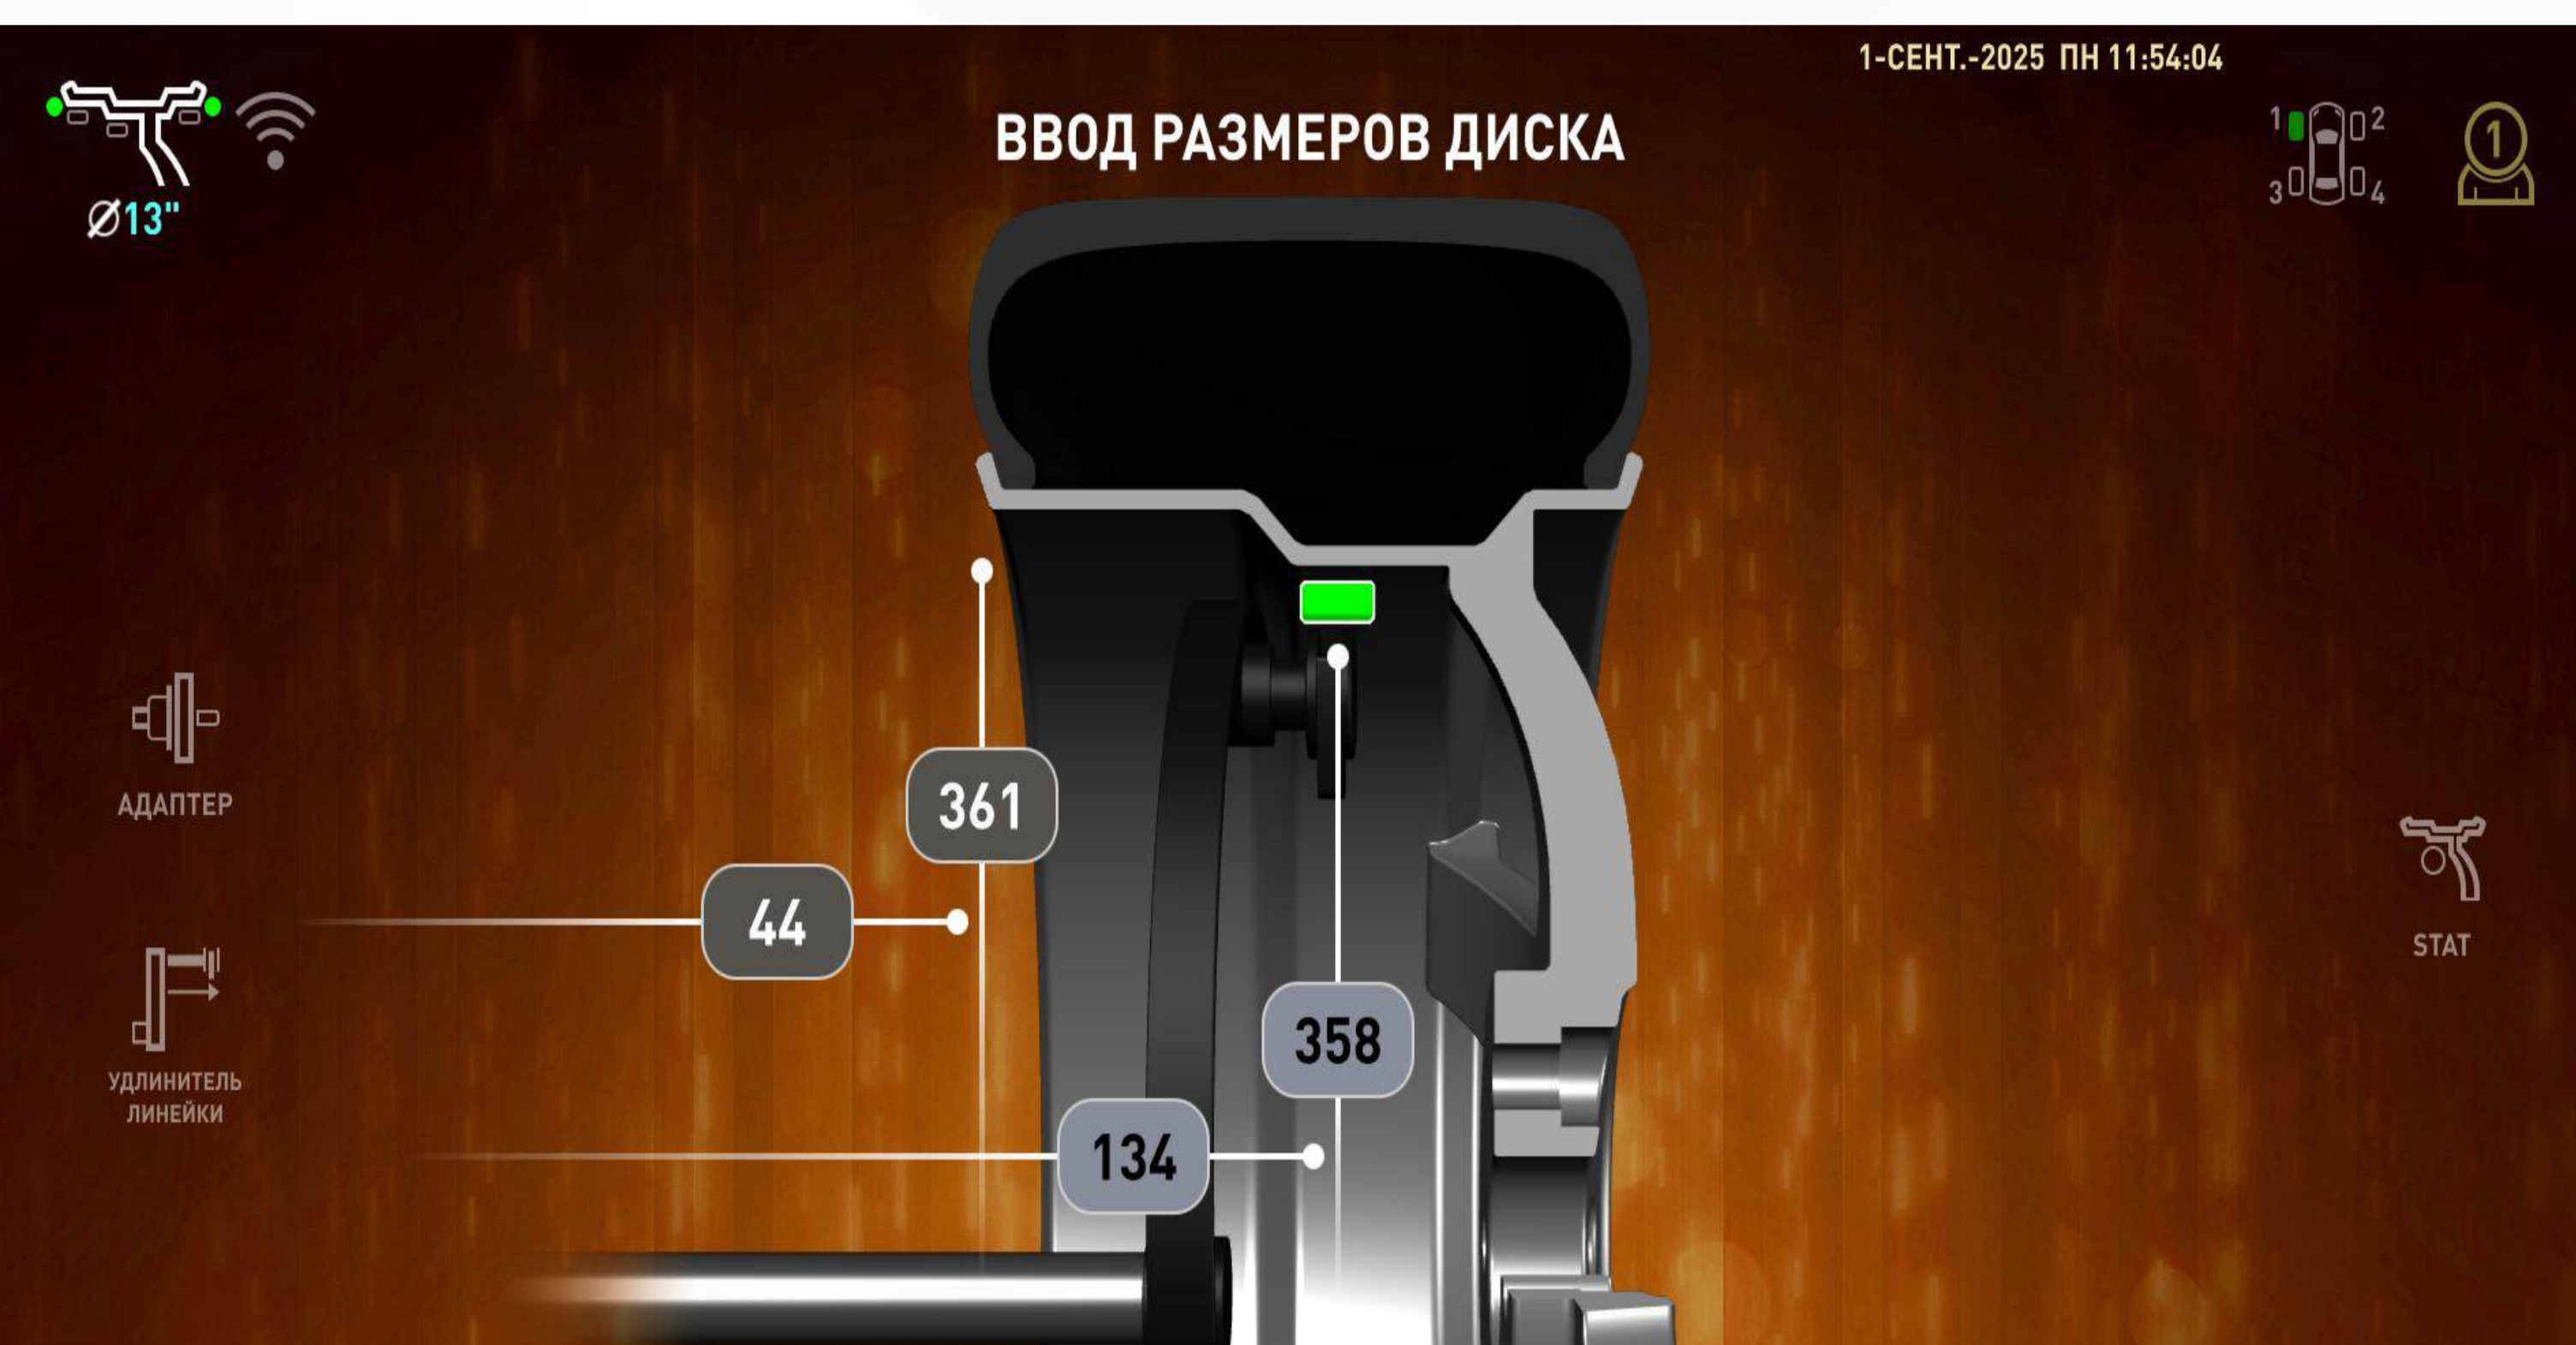 1-СЕНТ.-2025 ПН 11:54:04
ВВОД РАЗМЕРОВ ДИСКА
1
2
3
4
1
Ø13"
АДАПТЕР
361
44
STAT
УДЛИНИТЕЛЬ
ЛИНЕЙКИ
358
134